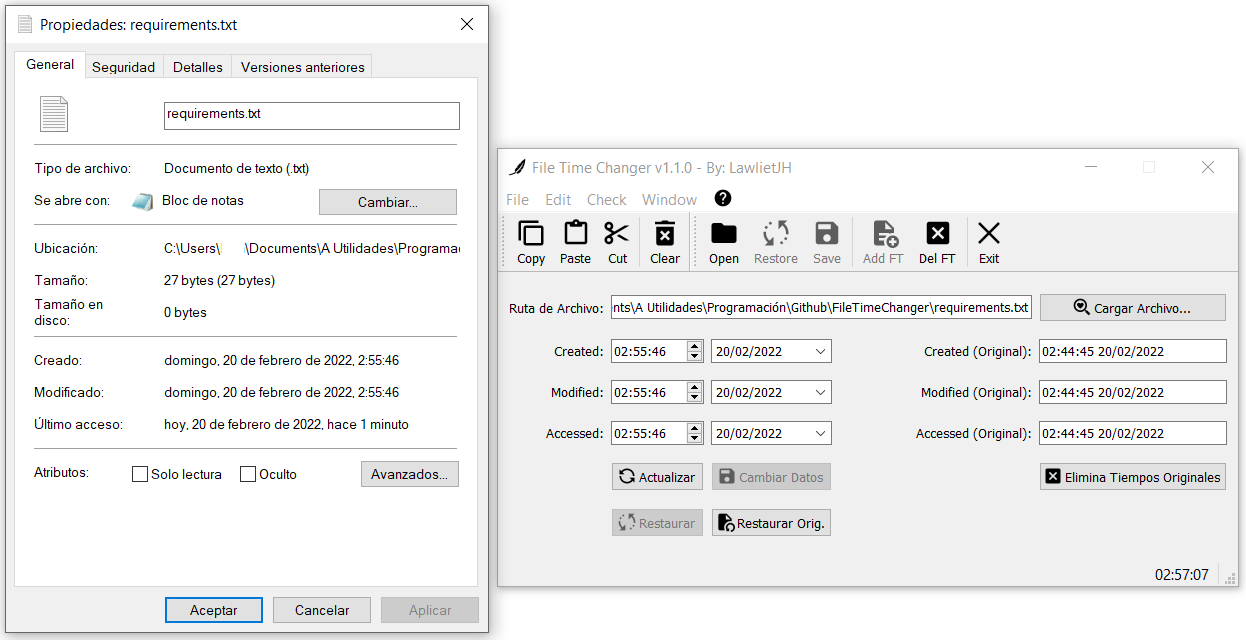 Propiedades: requirements.txt
General Seguridad Detalles Versiones anteriores
requirements.txt
Tipo de archivo: Documento de texto (.txt)
Se abre con: Bloc de notas Cambiar...
Ubicación: C:\Users\ \Documents\A Utilidades\Programac
Tamaño: 27 bytes (27 bytes)
Tamaño en
disco: 0 bytes
Creado: domingo, 20 de febrero de 2022, 2:55:46
Modificado: domingo, 20 de febrero de 2022, 2:55:46
Último acceso: hoy, 20 de febrero de 2022, hace 1 minuto
Atributos: Solo lectura Oculto Avanzados...
Aceptar Cancelar Aplicar
File Time Changer v1.1.0 - By: LawlietJH
File Edit Check Window ?
Copy Paste Cut Clear Open Restore Save Add FT Del FT Exit
Ruta de Archivo: nts\A Utilidades\Programación\Github\FileTimeChanger\requirements.txt Cargar Archivo...
Created: 02:55:46 20/02/2022 Created (Original): 02:44:45 20/02/2022
Modified: 02:55:46 20/02/2022 Modified (Original): 02:44:45 20/02/2022
Accessed: 02:55:46 20/02/2022 Accessed (Original): 02:44:45 20/02/2022
Actualizar Cambiar Datos Elimina Tiempos Originales
Restaurar Restaurar Orig.
02:57:07